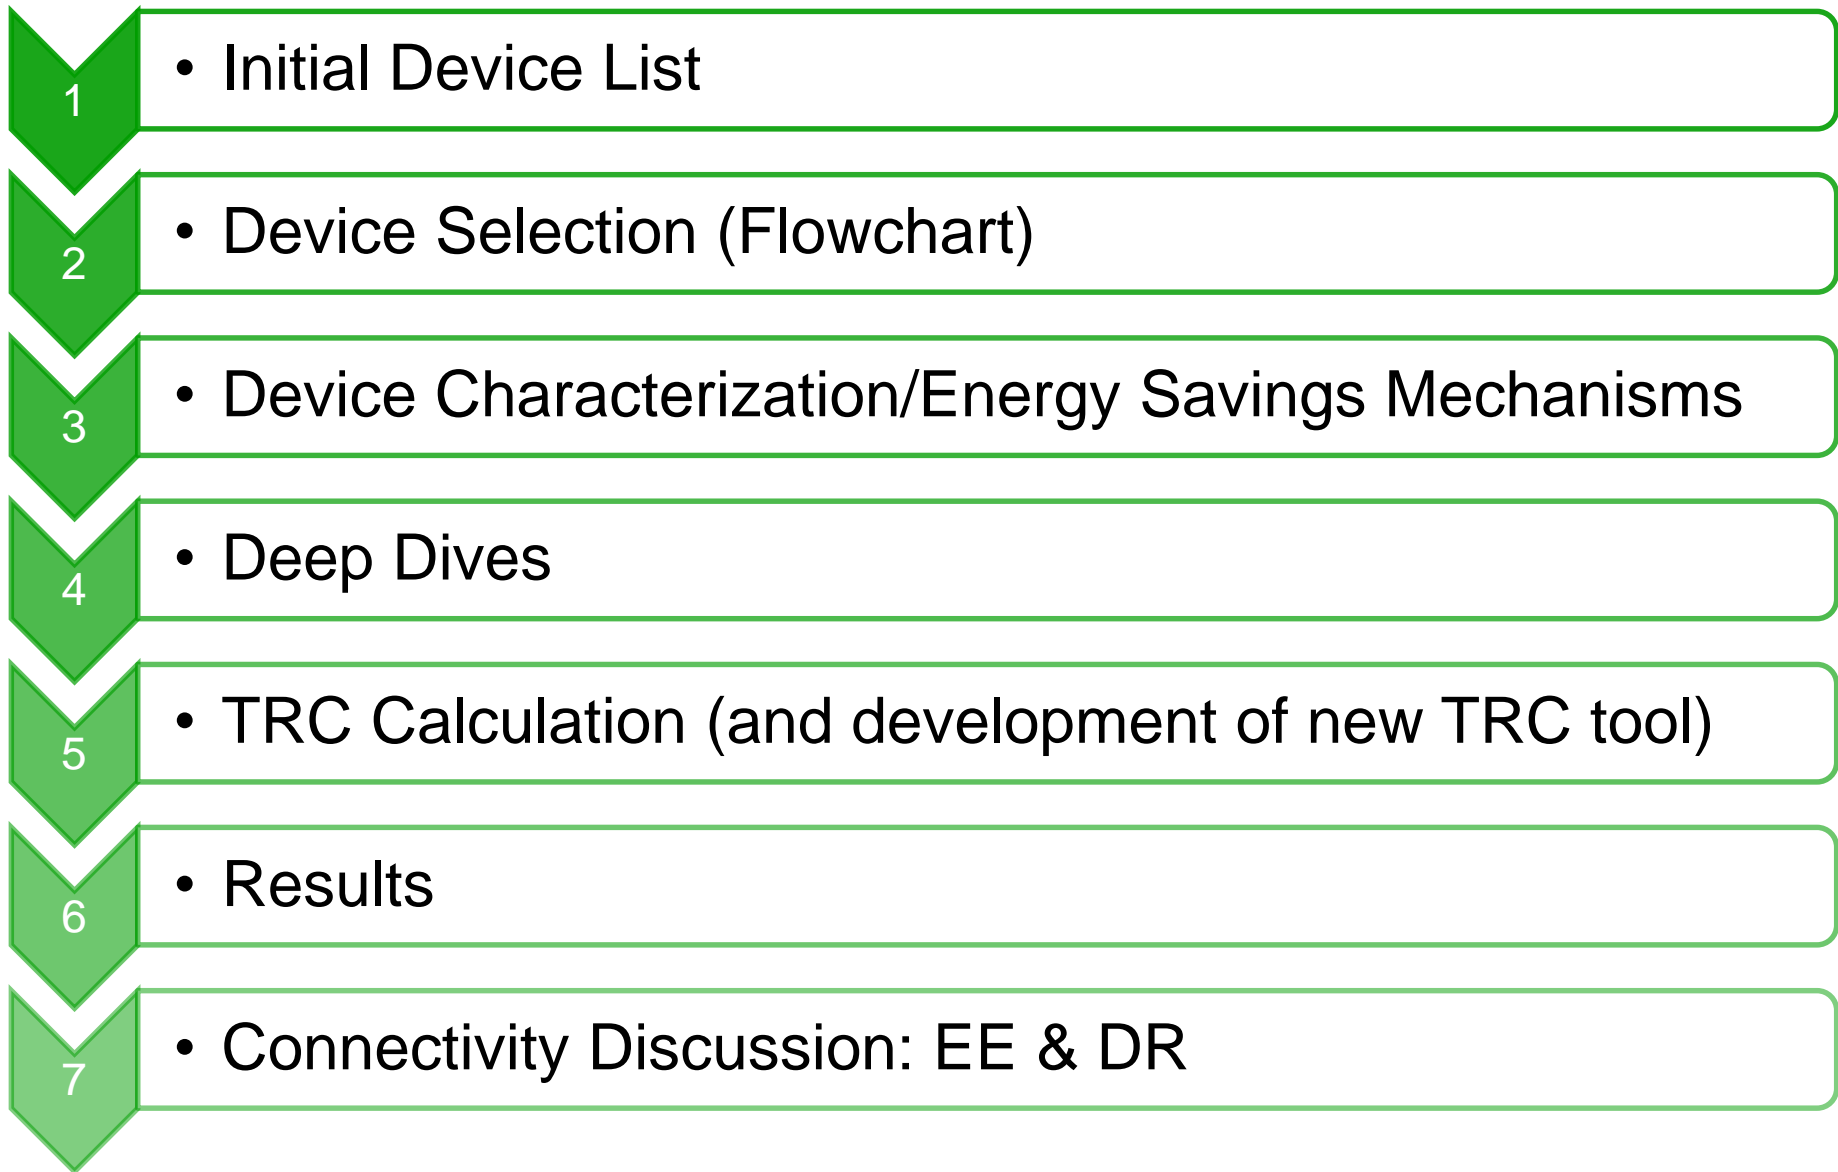 1
• Initial Device List
2
• Device Selection (Flowchart)
3
• Device Characterization/Energy Savings Mechanisms
4
• Deep Dives
5
• TRC Calculation (and development of new TRC tool)
6
• Results
7
• Connectivity Discussion: EE & DR